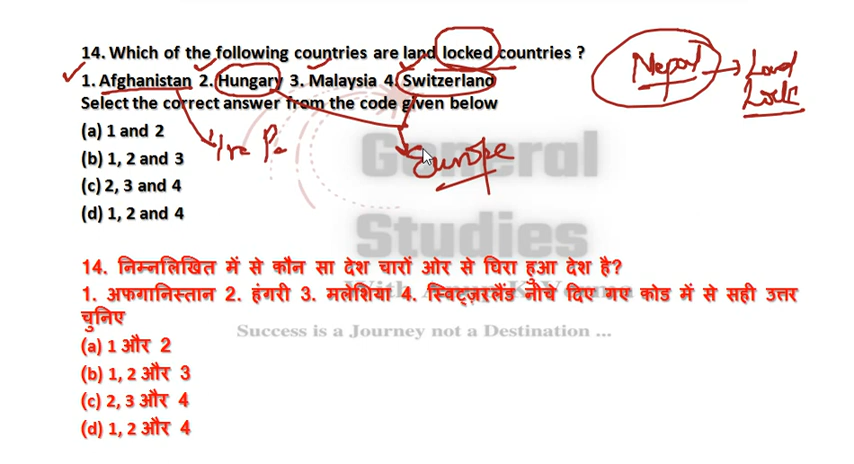 14. Which of the following countries are land locked countries ?
1. Afghanistan 2. Hungary 3. Malaysia 4. Switzerland
Select the correct answer from the code given below
(a) 1 and 2
(b) 1, 2 and 3
(c) 2, 3 and 4
(d) 1, 2 and 4
Nepal → Land
Lock
Europe
General
Studies
14. निम्नलिखित में से कौन सा देश चारों ओर से घिरा हुआ देश है?
With
1. अफगानिस्तान 2. हंगरी 3. मलेशिया 4. स्विट्ज़रलैंड नीचे दिए गए कोड में से सही उत्तर
चुनिए
Success is a Journey not a Destination ...
(a) 1 और 2
(b) 1, 2 और 3
(c) 2, 3 और 4
(d) 1, 2 और 4